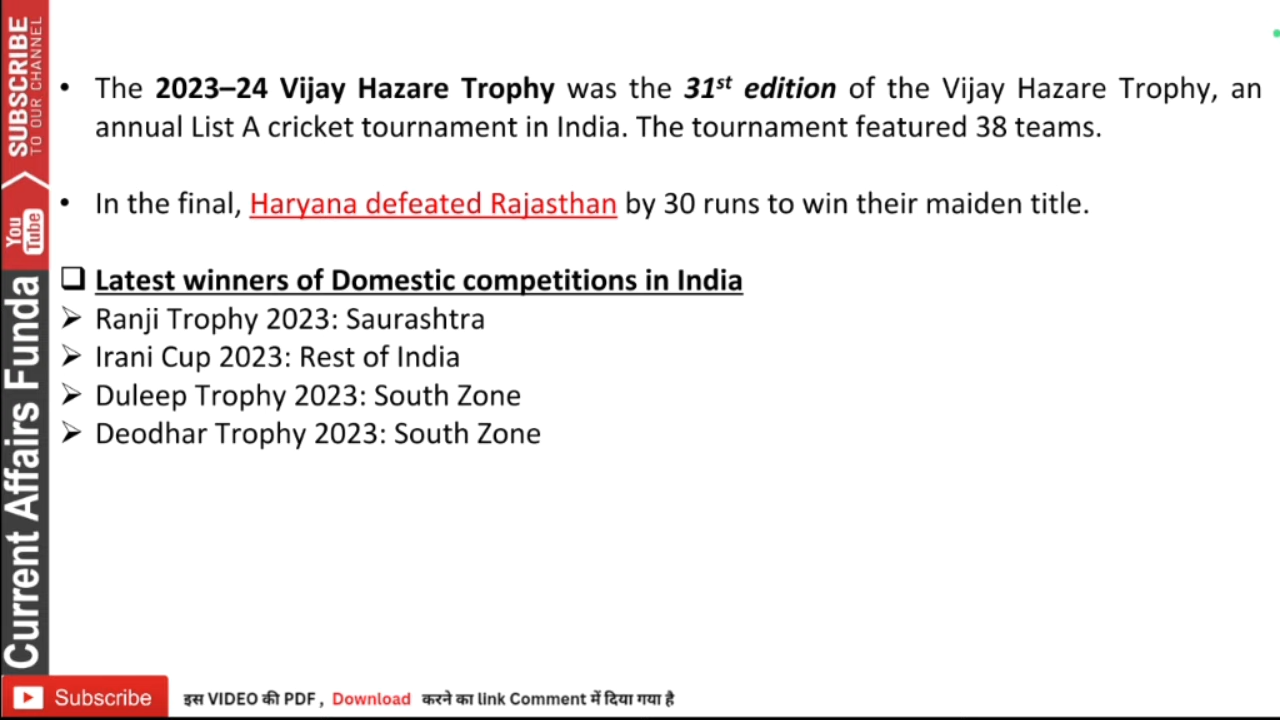 • The 2023–24 Vijay Hazare Trophy was the 31st edition of the Vijay Hazare Trophy, an
annual List A cricket tournament in India. The tournament featured 38 teams.
• In the final, Haryana defeated Rajasthan by 30 runs to win their maiden title.
❑ Latest winners of Domestic competitions in India
➢ Ranji Trophy 2023: Saurashtra
➢ Irani Cup 2023: Rest of India
➢ Duleep Trophy 2023: South Zone
➢ Deodhar Trophy 2023: South Zone
SUBSCRIBE
TO OUR CHANNEL
You
Tube
Current Affairs Funda
Subscribe
इस VIDEO की PDF , Download करने का link Comment में दिया गया है